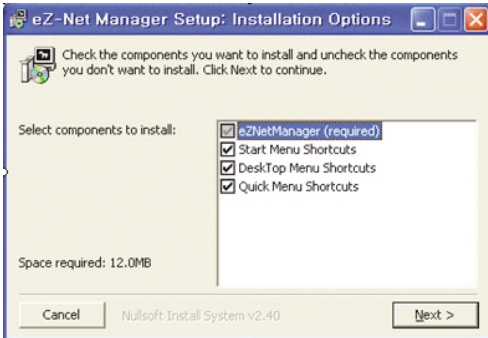 eZ-Net Manager Setup: Installation Options
Check the components you want to install and uncheck the components
you don't want to install. Click Next to continue.
Select components to install:
eZNetManager (required)
Start Menu Shortcuts
DeskTop Menu Shortcuts
Quick Menu Shortcuts
Space required: 12.0MB
Cancel
Nullsoft Install System v2.40
Next >